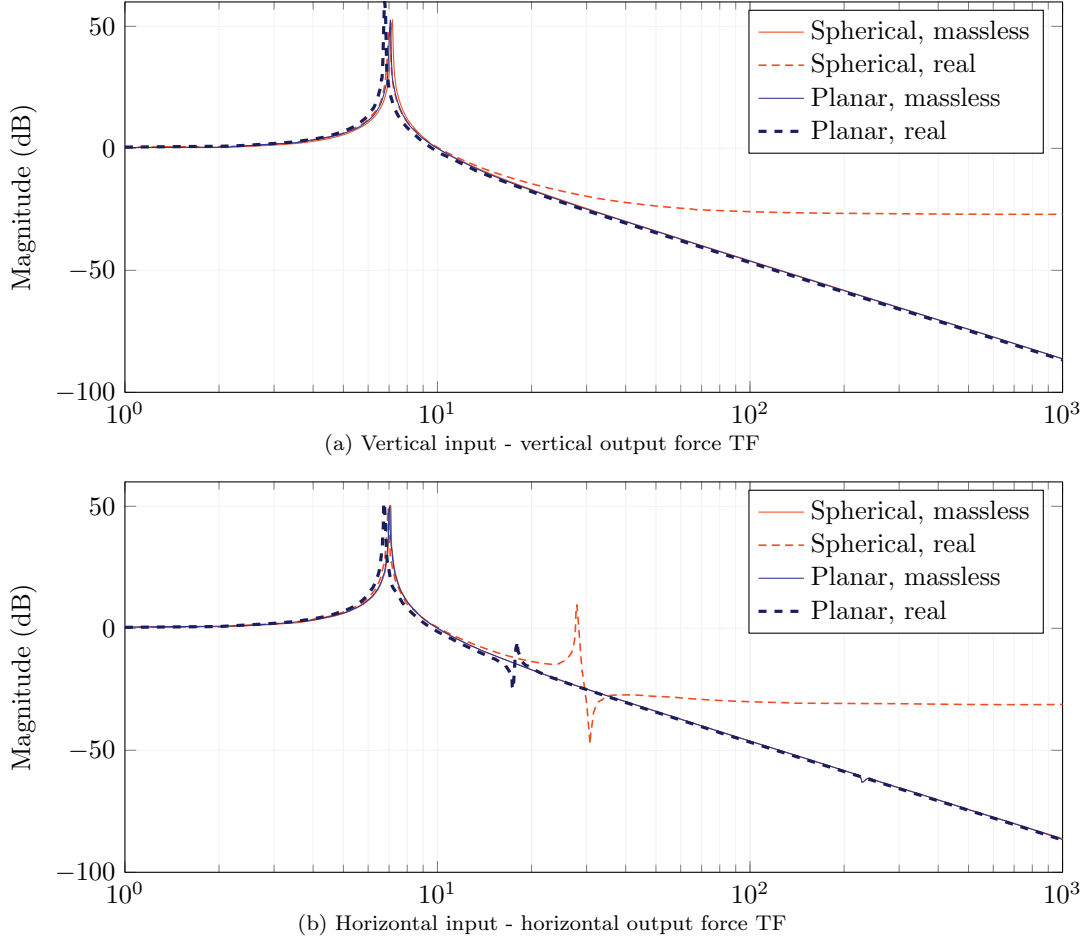 50
0
−50
−100
Magnitude (dB)
Spherical, massless
Spherical, real
Planar, massless
Planar, real
10^0
10^1
10^2
10^3
(a) Vertical input - vertical output force TF
50
0
−50
−100
Magnitude (dB)
Spherical, massless
Spherical, real
Planar, massless
Planar, real
10^0
10^1
10^2
10^3
(b) Horizontal input - horizontal output force TF